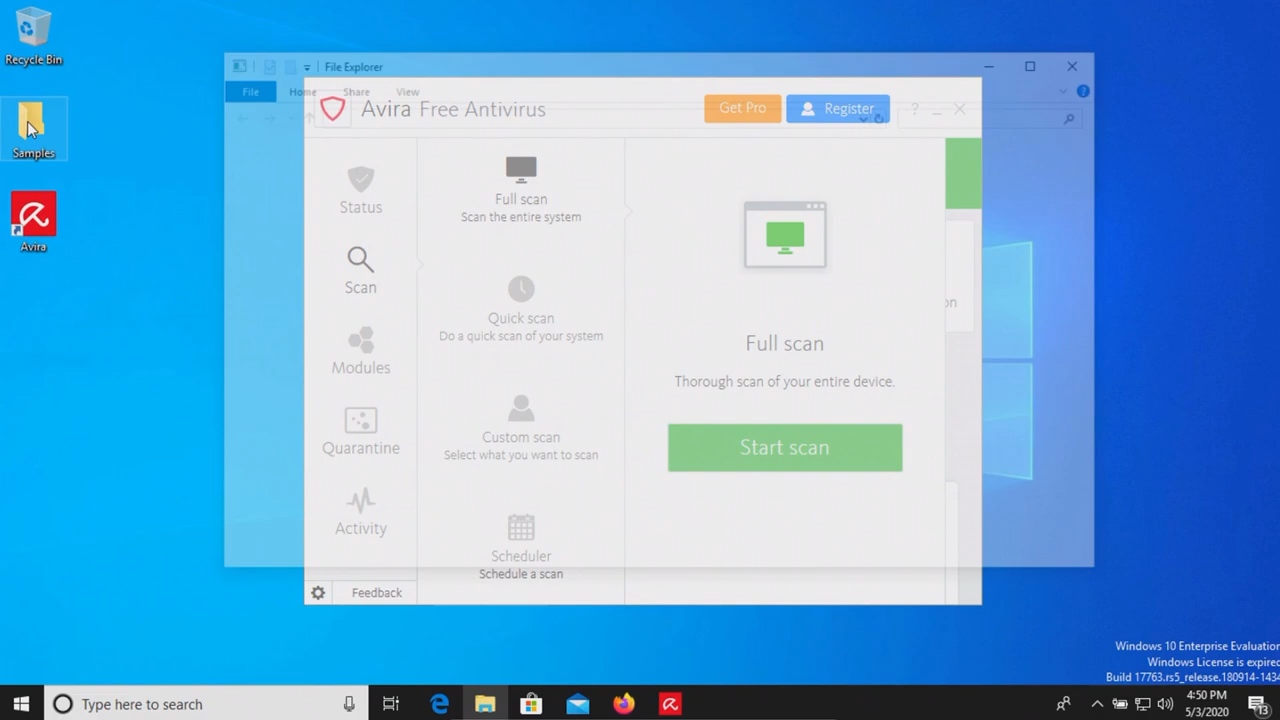 Recycle Bin
Samples
Avira
File Explorer
File
Home
Share
View
Avira Free Antivirus
Get Pro
Register
Status
Scan
Modules
Quarantine
Activity
Feedback
Full scan
Scan the entire system
Quick scan
Do a quick scan of your system
Custom scan
Select what you want to scan
Scheduler
Schedule a scan
Full scan
Thorough scan of your entire device.
Start scan
on
Windows 10 Enterprise Evaluation
Windows License is expired
Build 17763.rs5_release.180914-1434
Type here to search
4:50 PM
5/3/2020
13